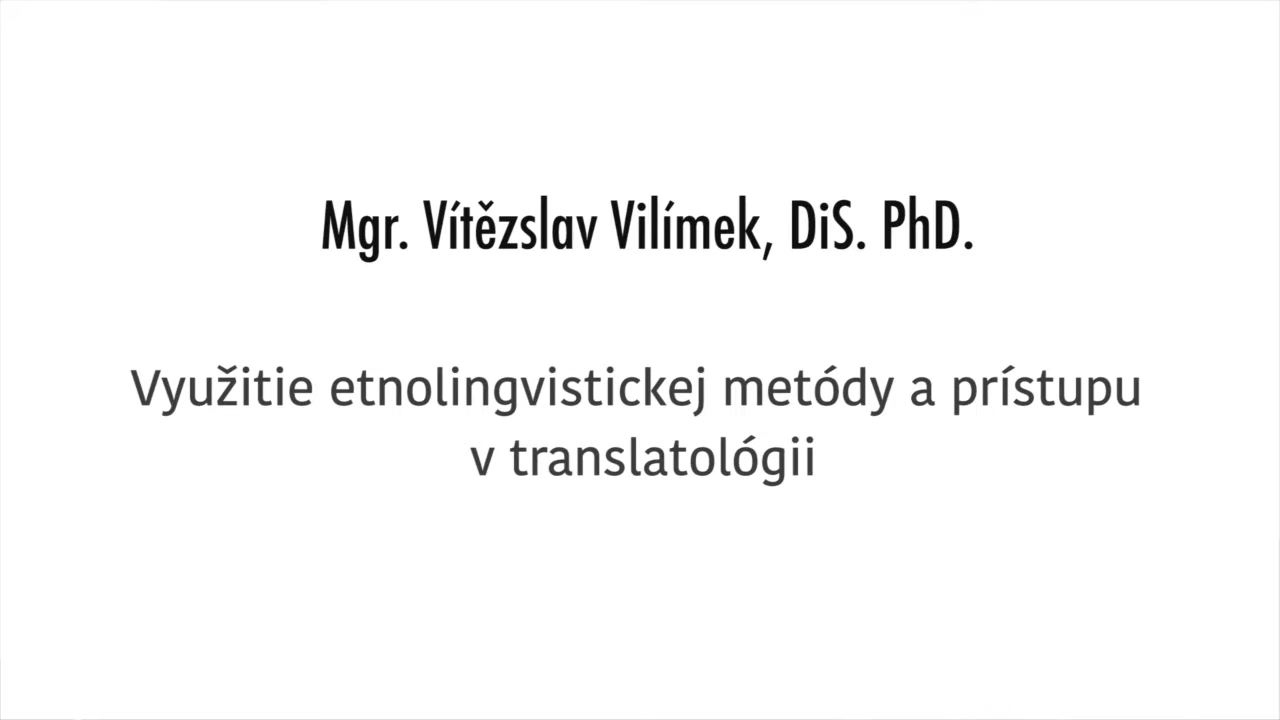 Mgr. Vítězslav Vilímek, DiS. PhD.
Využitie etnolingvistickej metódy a prístupu
v translatológii